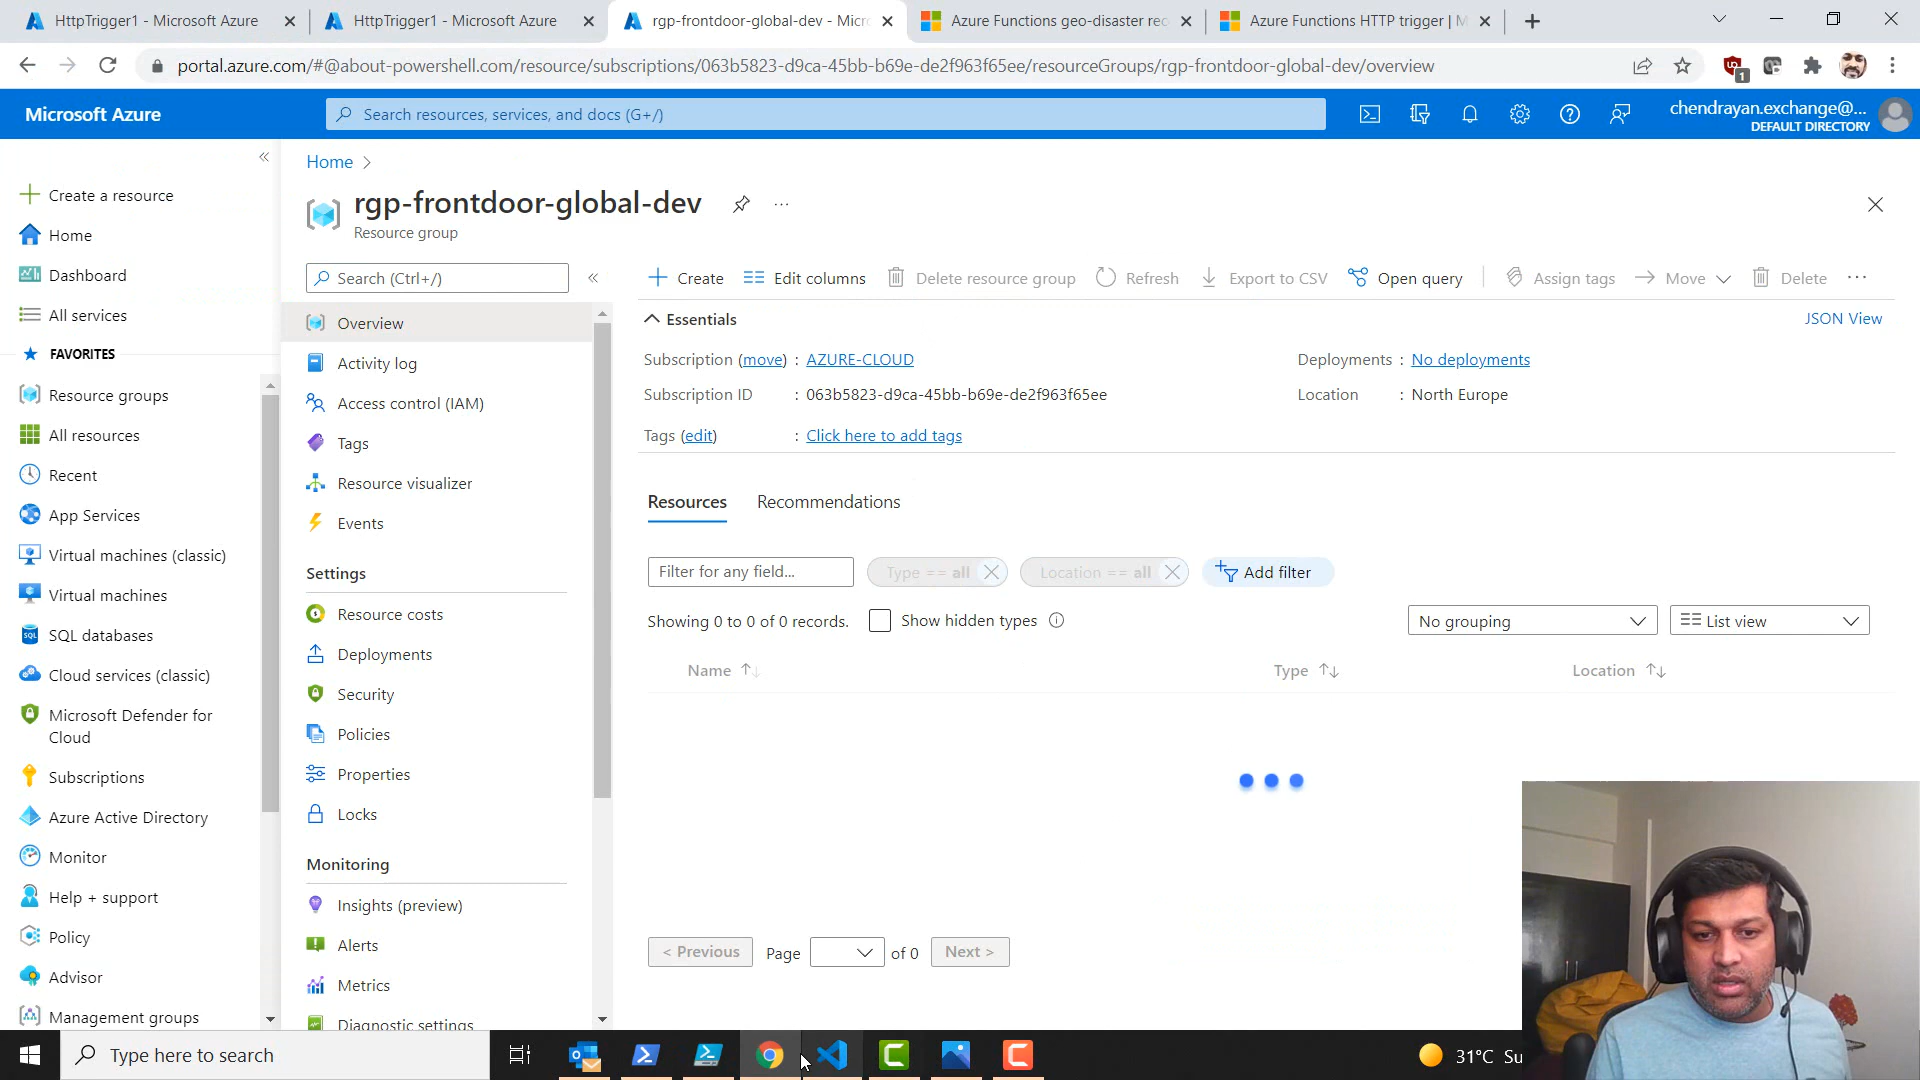 HttpTrigger1 - Microsoft Azure
HttpTrigger1 - Microsoft Azure
rgp-frontdoor-global-dev - Micr
Azure Functions geo-disaster rec
Azure Functions HTTP trigger | M
portal.azure.com/#@about-powershell.com/resource/subscriptions/063b5823-d9ca-45bb-b69e-de2f963f65ee/resourceGroups/rgp-frontdoor-global-dev/overview
1
Microsoft Azure
Search resources, services, and docs (G+/)
chendrayan.exchange@...
DEFAULT DIRECTORY
Create a resource
Home
Dashboard
All services
FAVORITES
Resource groups
All resources
Recent
App Services
Virtual machines (classic)
Virtual machines
SQL databases
Cloud services (classic)
Microsoft Defender for
Cloud
Subscriptions
Azure Active Directory
Monitor
Help + support
Policy
Advisor
Management groups
Home >
rgp-frontdoor-global-dev
Resource group
Search (Ctrl+/)
Overview
Activity log
Access control (IAM)
Tags
Resource visualizer
Events
Settings
Resource costs
Deployments
Security
Policies
Properties
Locks
Monitoring
Insights (preview)
Alerts
Metrics
Diagnostic settings
Create
Edit columns
Delete resource group
Refresh
Export to CSV
Open query
Assign tags
Move
Delete
Essentials
JSON View
Subscription (move) : AZURE-CLOUD
Deployments : No deployments
Subscription ID : 063b5823-d9ca-45bb-b69e-de2f963f65ee
Location : North Europe
Tags (edit) : Click here to add tags
Resources
Recommendations
Filter for any field...
Type == all
Location == all
Add filter
Showing 0 to 0 of 0 records.
Show hidden types
No grouping
List view
Name
Type
Location
< Previous
Page
of 0
Next >
Type here to search
31°C Su